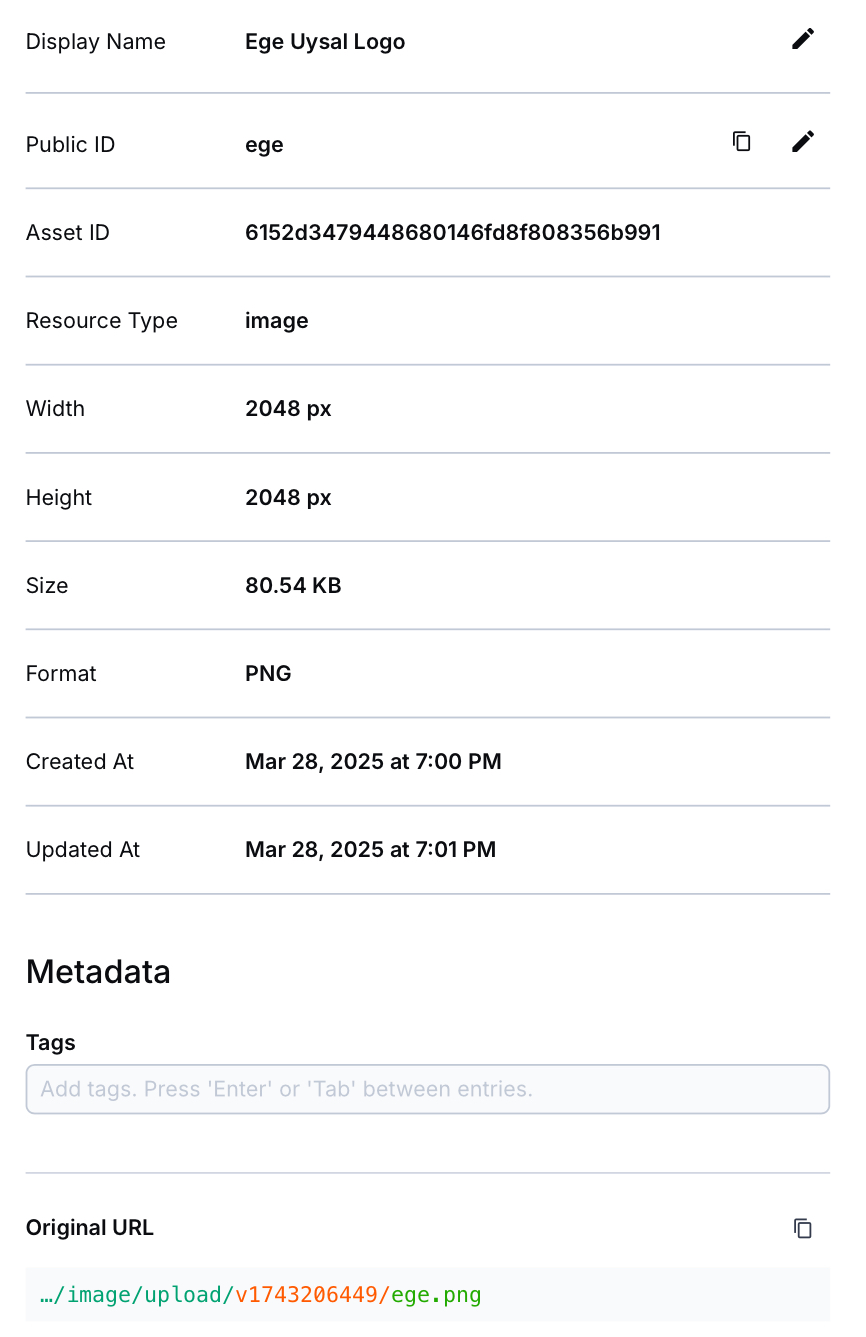 Display Name Ege Uysal Logo
Public ID ege
Asset ID 6152d3479448680146fd8f808356b991
Resource Type image
Width 2048 px
Height 2048 px
Size 80.54 KB
Format PNG
Created At Mar 28, 2025 at 7:00 PM
Updated At Mar 28, 2025 at 7:01 PM
Metadata
Tags
Add tags. Press 'Enter' or 'Tab' between entries.
Original URL
…/image/upload/v1743206449/ege.png